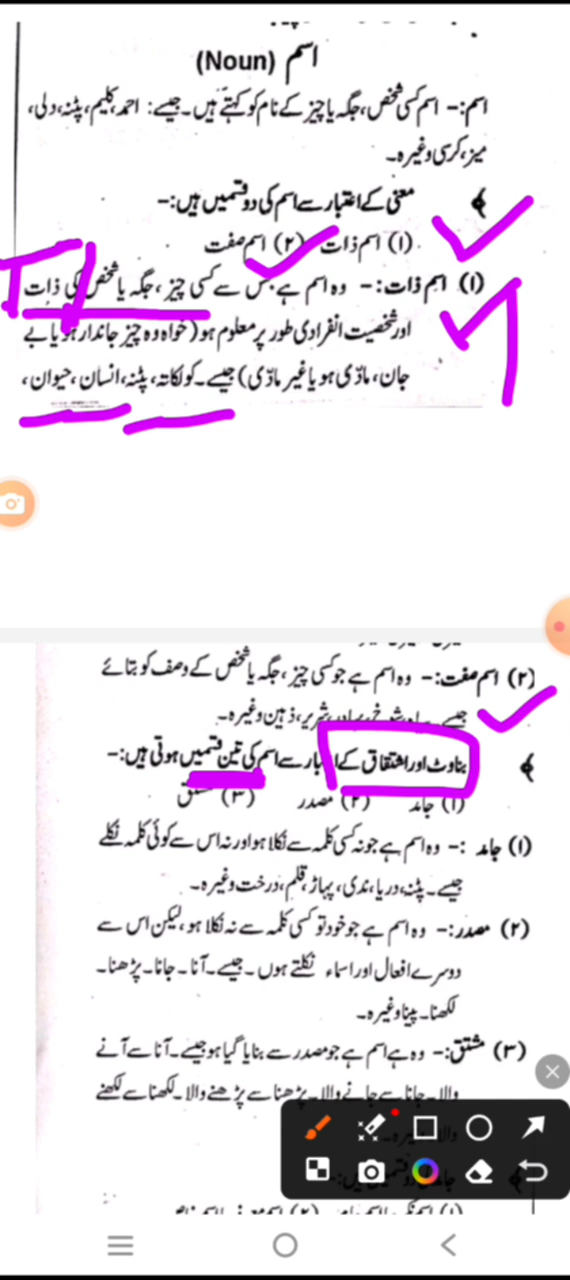 اسم (Noun)
اسم:- اسم کسی شخص، جگہ یا چیز کے نام کو کہتے ہیں۔ جیسے: احمد، کلیم، پٹنہ، دلی،
میز، کرسی وغیرہ۔
معنی کے اعتبار سے اسم کی دو قسمیں ہیں:-
(۱) اسم ذات (۲) اسم صفت
(۱) اسم ذات:- وہ اسم ہے جس سے کسی چیز، جگہ یا شخص کی ذات
اور شخصیت انفرادی طور پر معلوم ہو (خواہ وہ چیز جاندار ہو یا بے
جان، مادّی ہو یا غیر مادّی) جیسے۔ کولکاتہ، پٹنہ، انسان، حیوان،
(۲) اسم صفت:- وہ اسم ہے جو کسی چیز، جگہ یا شخص کے وصف کو بتائے
جیسے۔ شریر، ذہین وغیرہ۔
بناوٹ اور اشتقاق کے اعتبار سے اسم کی تین قسمیں ہوتی ہیں:-
(۱) جامد (۲) مصدر (۳) مشتق
(۱) جامد :- وہ اسم ہے جو نہ کسی کلمہ سے نکلا ہو اور نہ اس سے کوئی کلمہ نکلے
جیسے۔ پٹنہ، دریا، ندی، پہاڑ، قلم، درخت وغیرہ۔
(۲) مصدر:- وہ اسم ہے جو خود تو کسی کلمہ سے نہ نکلا ہو، لیکن اس سے
دوسرے افعال اور اسماء نکلتے ہوں۔ جیسے۔ آنا۔ جانا۔ پڑھنا۔
لکھنا۔ پینا وغیرہ۔
(۳) مشتق:- وہ ہے اسم ہے جو مصدر سے بنایا گیا ہو جیسے۔ آنا سے آنے
والا۔ جانا سے جانے والا۔ پڑھنا سے پڑھنے والا۔ لکھنا سے لکھنے